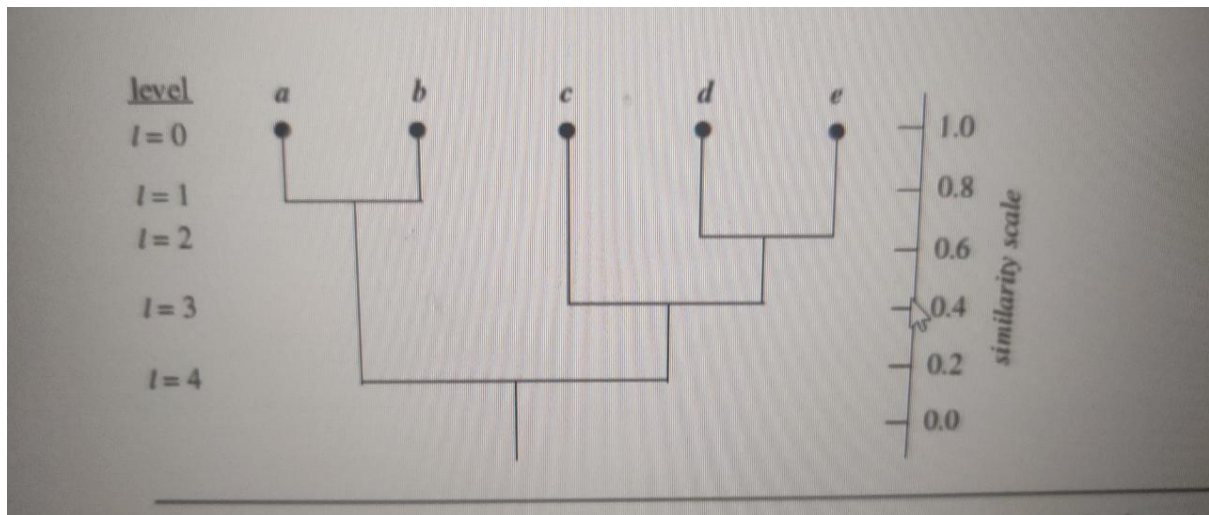 level a b c d e
l = 0 1.0
l = 1 0.8
l = 2 0.6
l = 3 0.4
l = 4 0.2
0.0
similarity scale